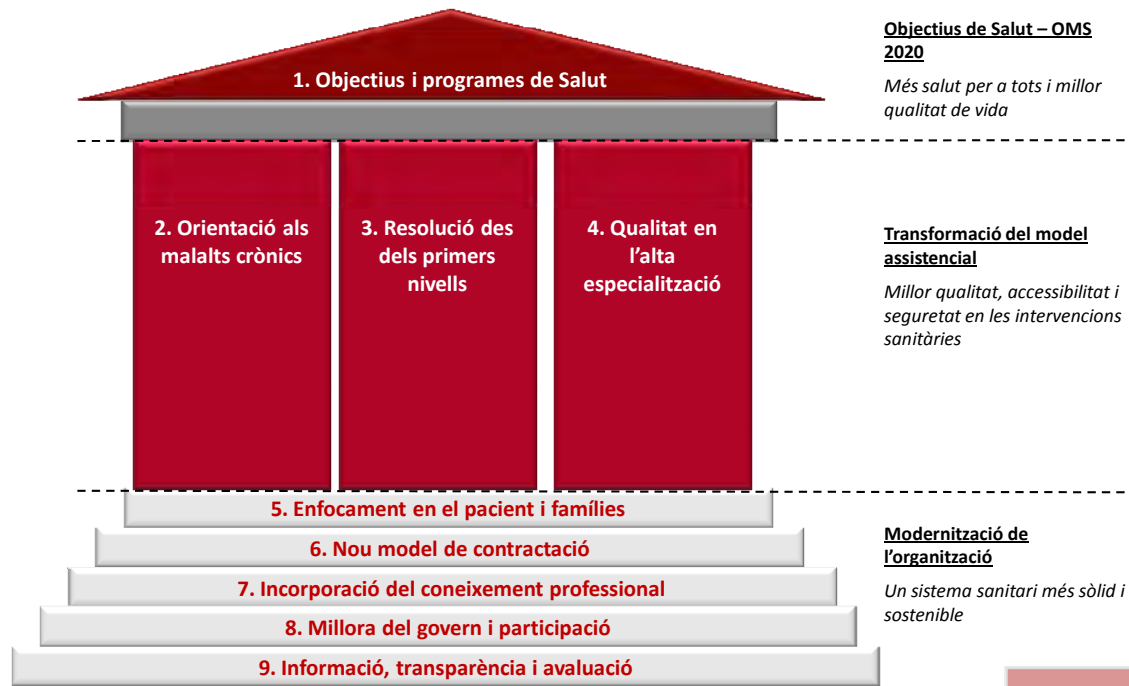 1. Objectius i programes de Salut
Objectius de Salut – OMS
2020
Més salut per a tots i millor
qualitat de vida
2. Orientació als
malalts crònics
3. Resolució des
dels primers
nivells
4. Qualitat en
l’alta
especialització
Transformació del model
assistencial
Millor qualitat, accessibilitat i
seguretat en les intervencions
sanitàries
5. Enfocament en el pacient i famílies
6. Nou model de contractació
7. Incorporació del coneixement professional
8. Millora del govern i participació
9. Informació, transparència i avaluació
Modernització de
l’organització
Un sistema sanitari més sòlid i
sostenible